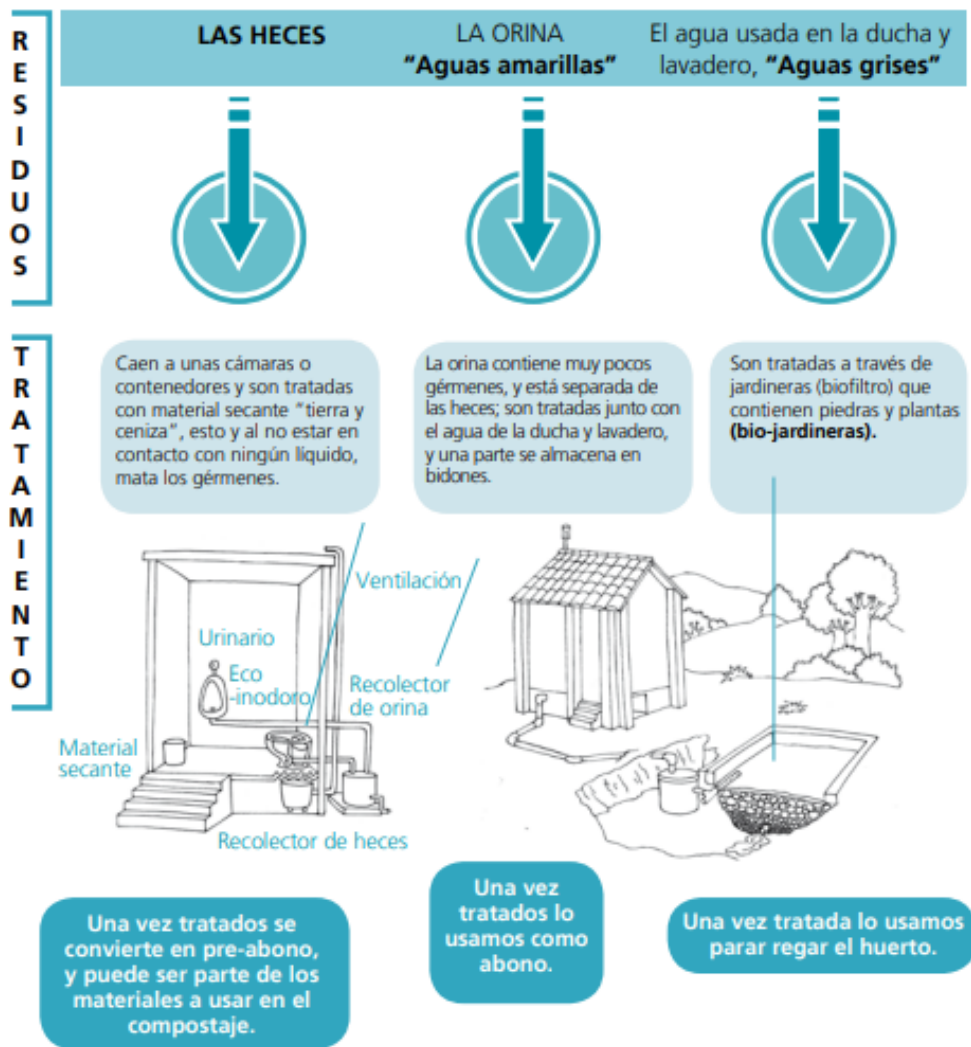 RESIDUOS
LAS HECES
LA ORINA
"Aguas amarillas"
El agua usada en la ducha y
lavadero, "Aguas grises"
TRATAMIENTO
Caen a unas cámaras o
contenedores y son tratadas
con material secante "tierra y
ceniza", esto y al no estar en
contacto con ningún líquido,
mata los gérmenes.
La orina contiene muy pocos
gérmenes, y está separada de
las heces; son tratadas junto con
el agua de la ducha y lavadero,
y una parte se almacena en
bidones.
Son tratadas a través de
jardineras (biofiltro) que
contienen piedras y plantas
(bio-jardineras).
Ventilación
Urinario
Eco
-inodoro
Recolector
de orina
Material
secante
Recolector de heces
Una vez tratados se
convierte en pre-abono,
y puede ser parte de los
materiales a usar en el
compostaje.
Una vez
tratados lo
usamos como
abono.
Una vez tratada lo usamos
parar regar el huerto.